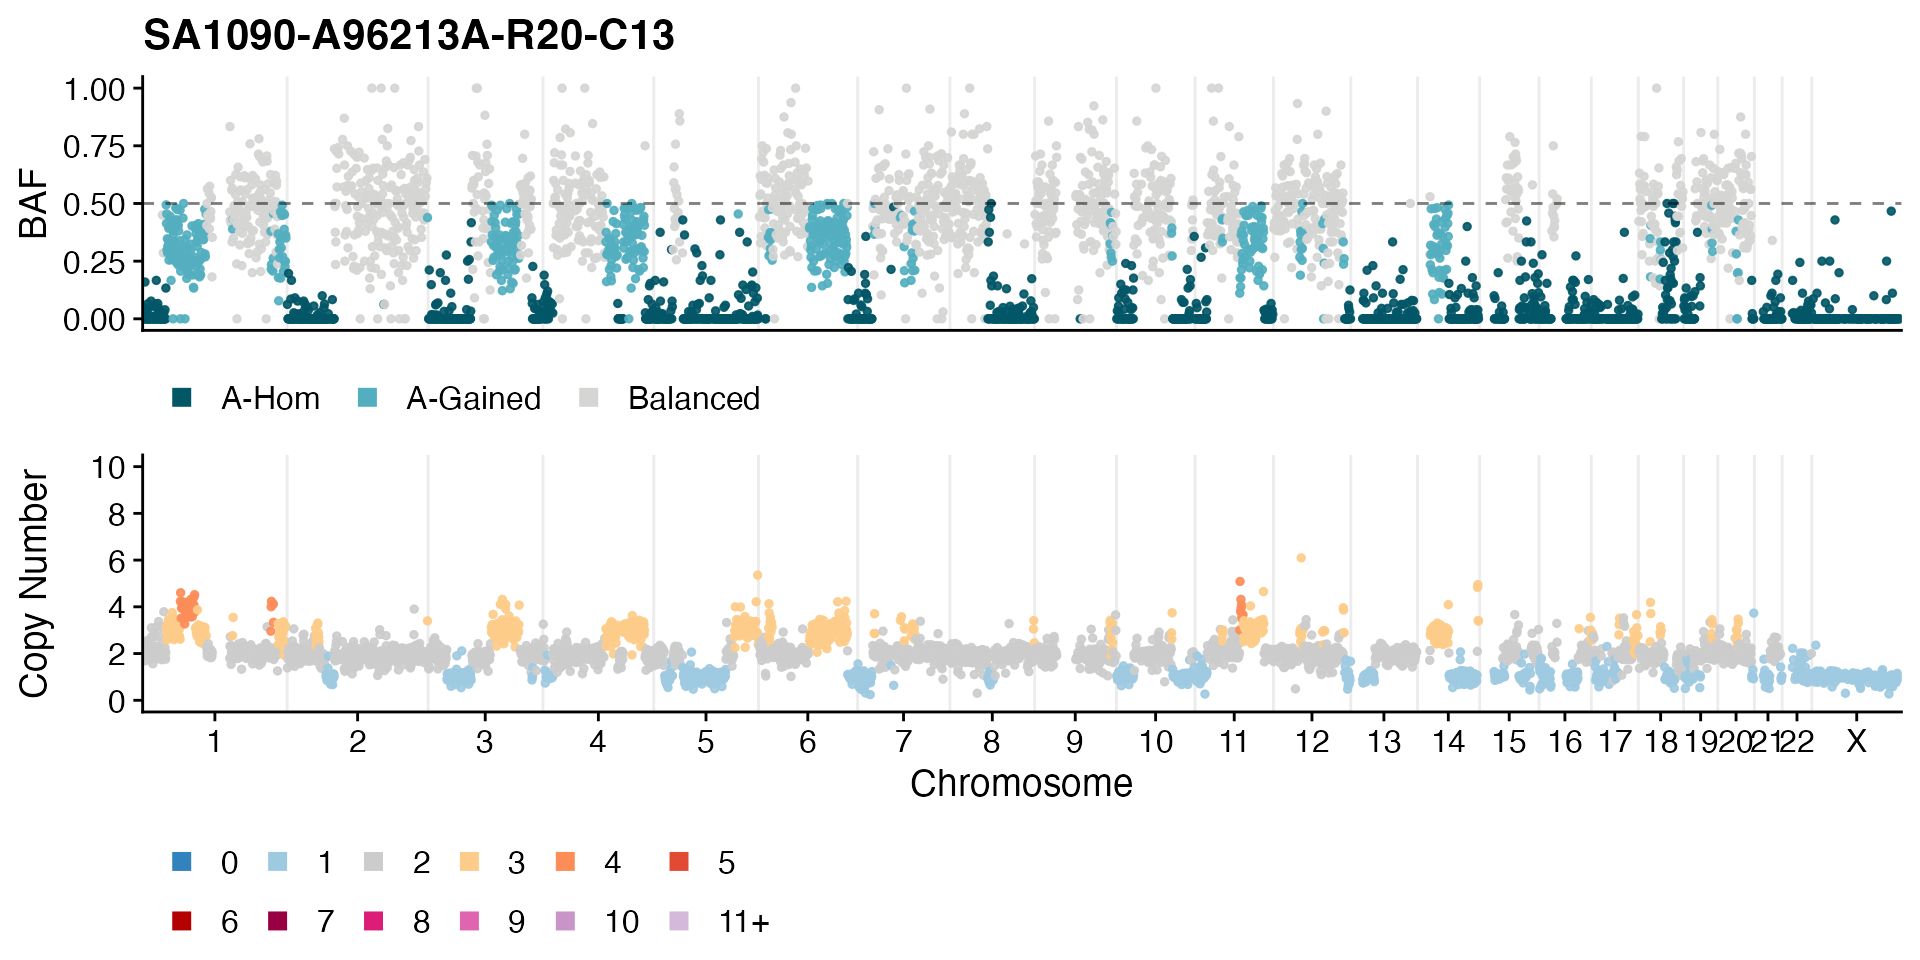 SA1090-A96213A-R20-C13
1.00
0.75
0.50
0.25
0.00
BAF
A-Hom A-Gained Balanced
10
8
6
4
2
0
Copy Number
1 2 3 4 5 6 7 8 9 10 11 12 13 14 15 16 17 18 19 20 21 22 X
Chromosome
0 1 2 3 4 5
6 7 8 9 10 11+